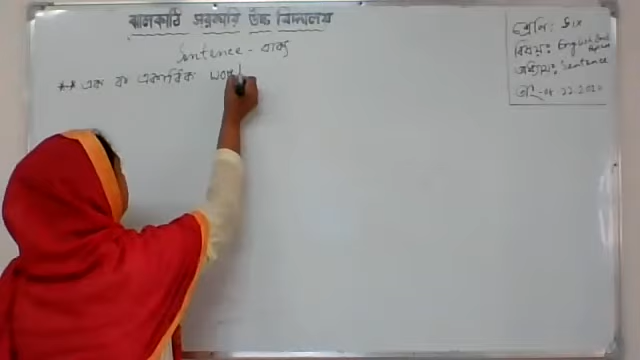 ঝালকাঠি সরকারি উচ্চ বিদ্যালয়
Sentence - বাক্য
** এক বা একাধিক word
শ্রেণি: Six
বিষয়: English
অধ্যায়: Sentence